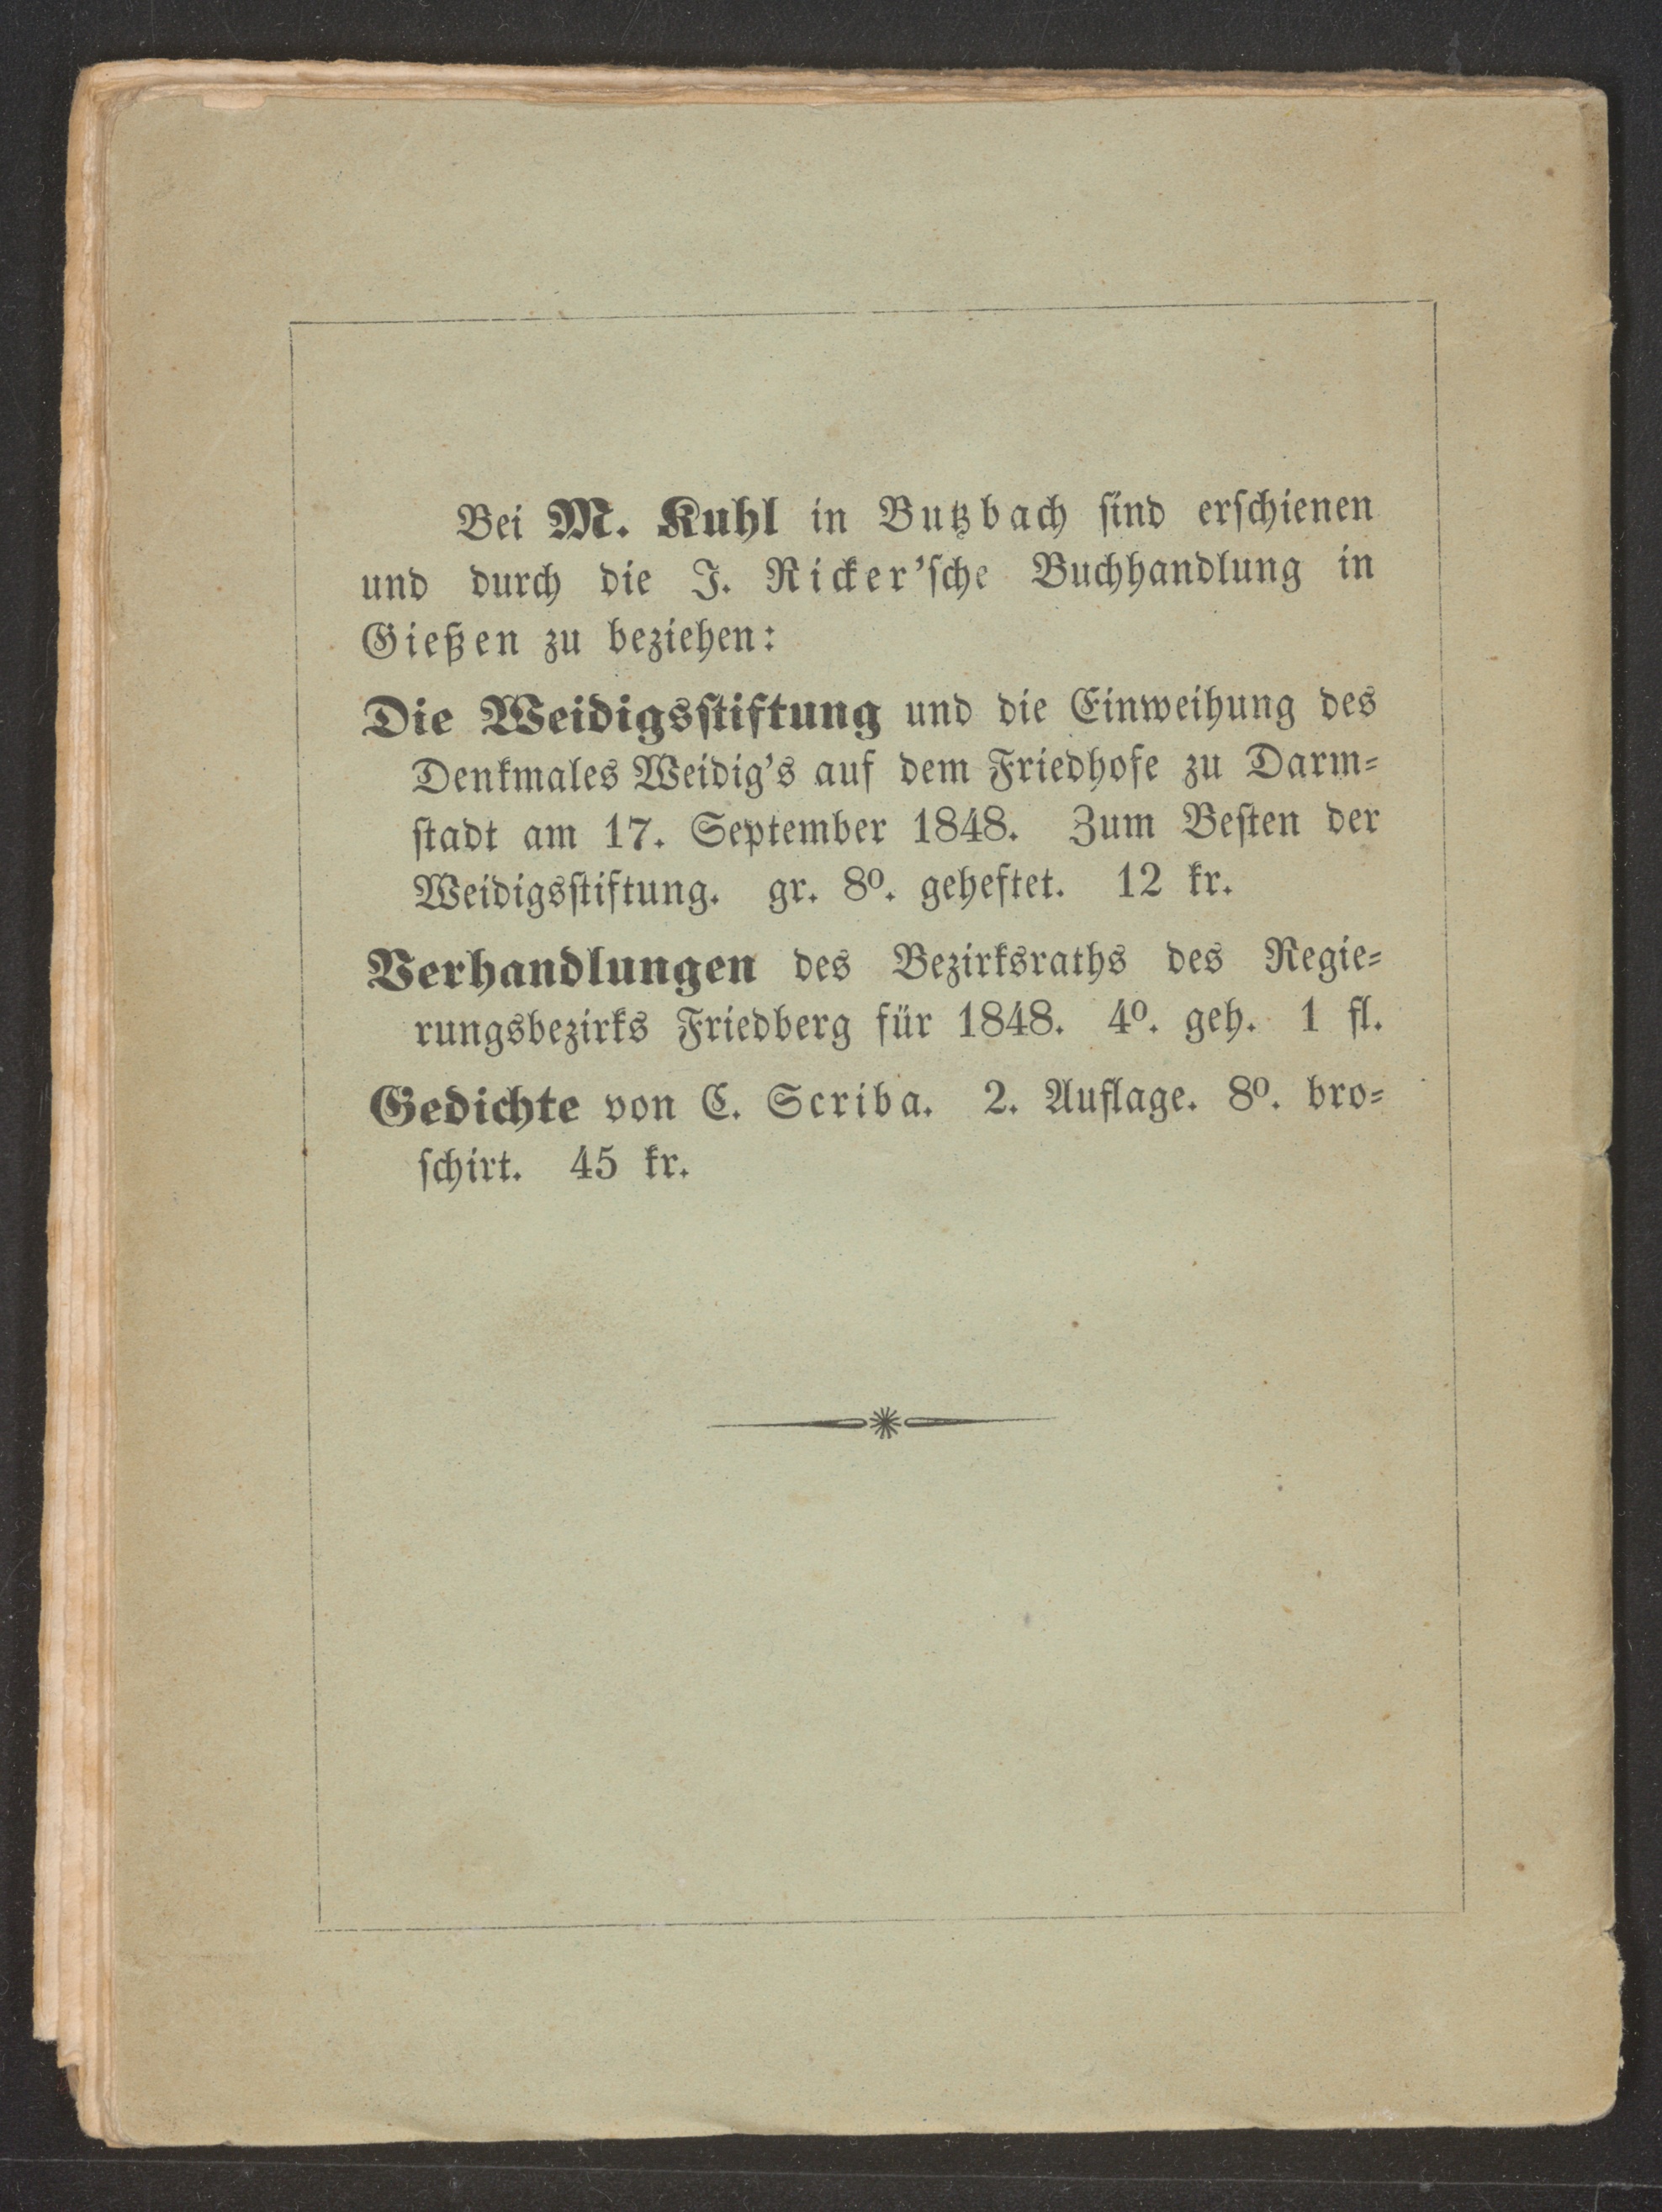 Bei M. Kuhl in Butzbach ſind erſchienen
und durch die J. Ricker'ſche Buchhandlung in
Gießen zu beziehen:
Die Weidigsſtiftung und die Einweihung des
Denkmales Weidig's auf dem Friedhofe zu Darm⸗
ſtadt am 17. September 1848. Zum Beſten der
Weidigsſtiftung. gr. 8º. geheftet. 12 kr.
Verhandlungen des Bezirksraths des Regie⸗
rungsbezirks Friedberg für 1848. 4º. geh. 1 fl.
Gedichte von C. Scriba. 2. Auflage. 8º. bro⸗
ſchirt. 45 kr.